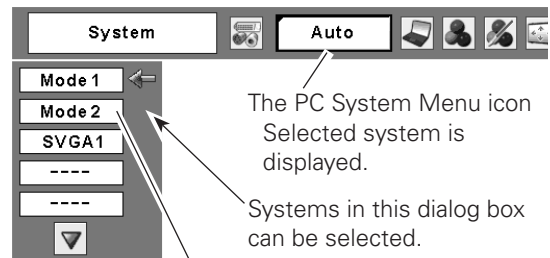 System
Auto
Mode 1
Mode 2
SVGA1
----
----
The PC System Menu icon
Selected system is
displayed.
Systems in this dialog box
can be selected.